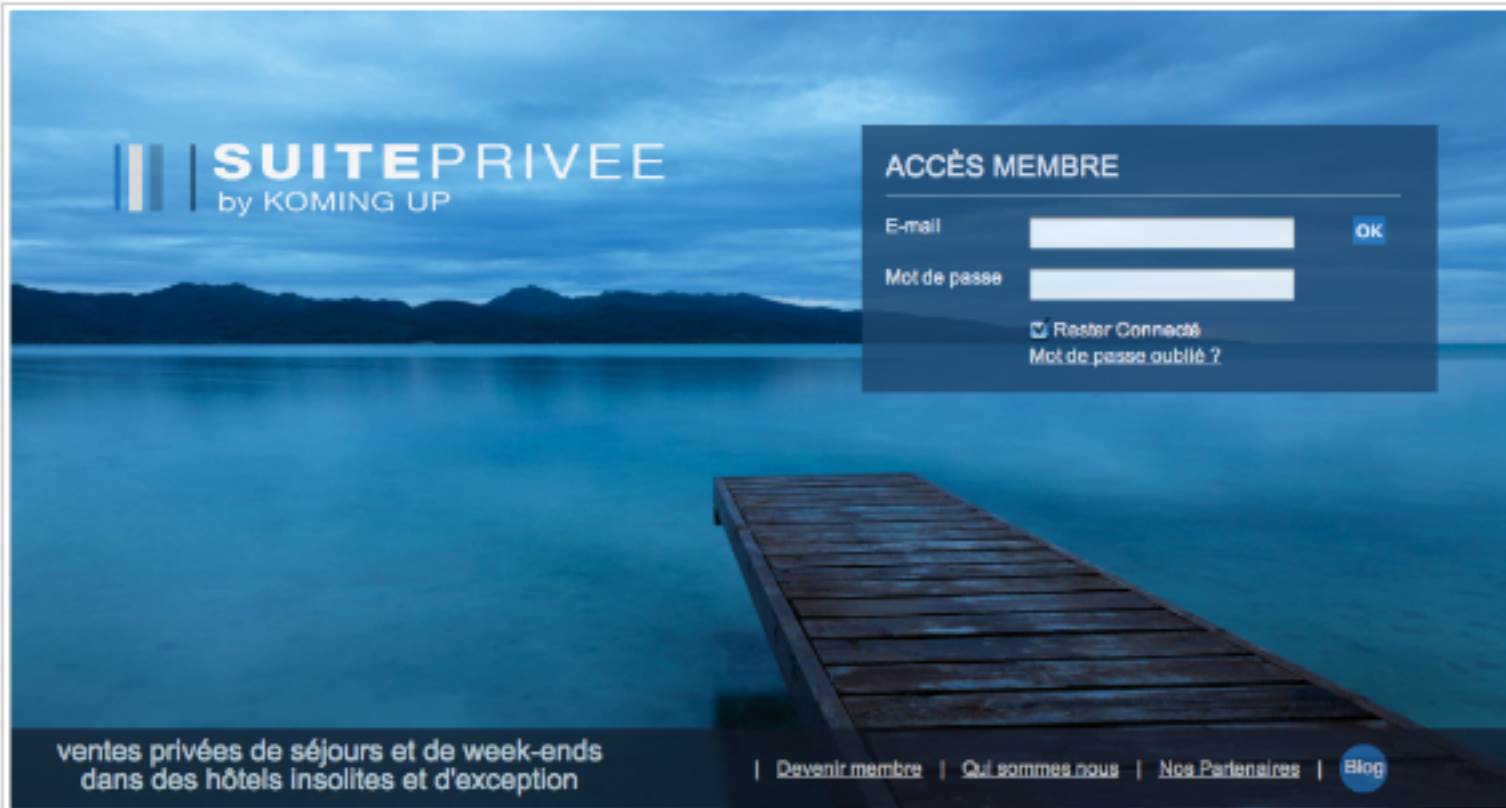 SUITEPRIVEE
by KOMING UP
ACCÈS MEMBRE
E-mail
OK
Mot de passe
Rester Connecté
Mot de passe oublié ?
ventes privées de séjours et de week-ends
dans des hôtels insolites et d'exception
| Devenir membre | Qui sommes nous | Nos Partenaires | Blog